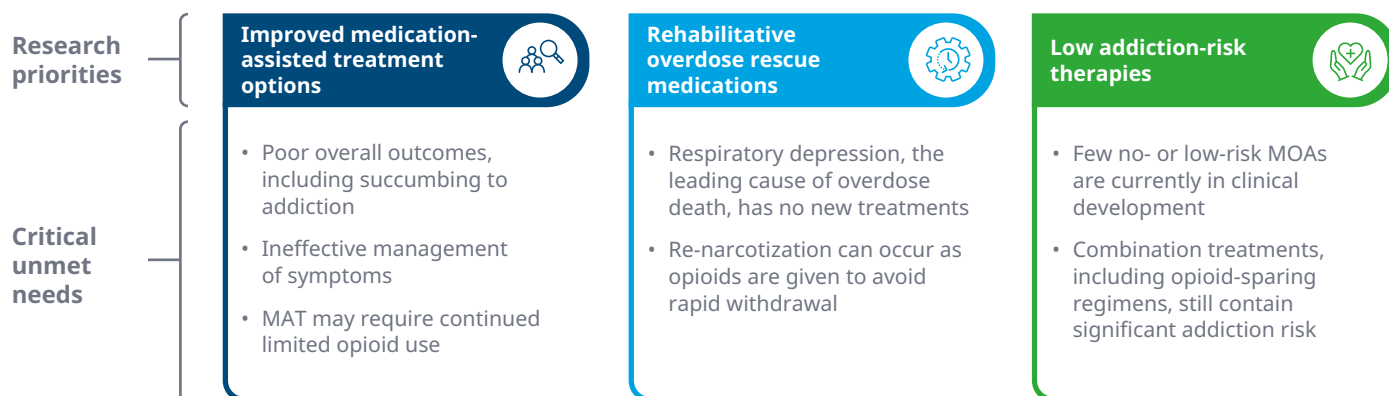 Research
priorities
Improved medication-
assisted treatment
options
Rehabilitative
overdose rescue
medications
Low addiction-risk
therapies
Critical
unmet
needs
• Poor overall outcomes,
including succumbing to
addiction
• Ineffective management
of symptoms
• MAT may require continued
limited opioid use
• Respiratory depression, the
leading cause of overdose
death, has no new treatments
• Re-narcotization can occur as
opioids are given to avoid
rapid withdrawal
• Few no- or low-risk MOAs
are currently in clinical
development
• Combination treatments,
including opioid-sparing
regimens, still contain
significant addiction risk